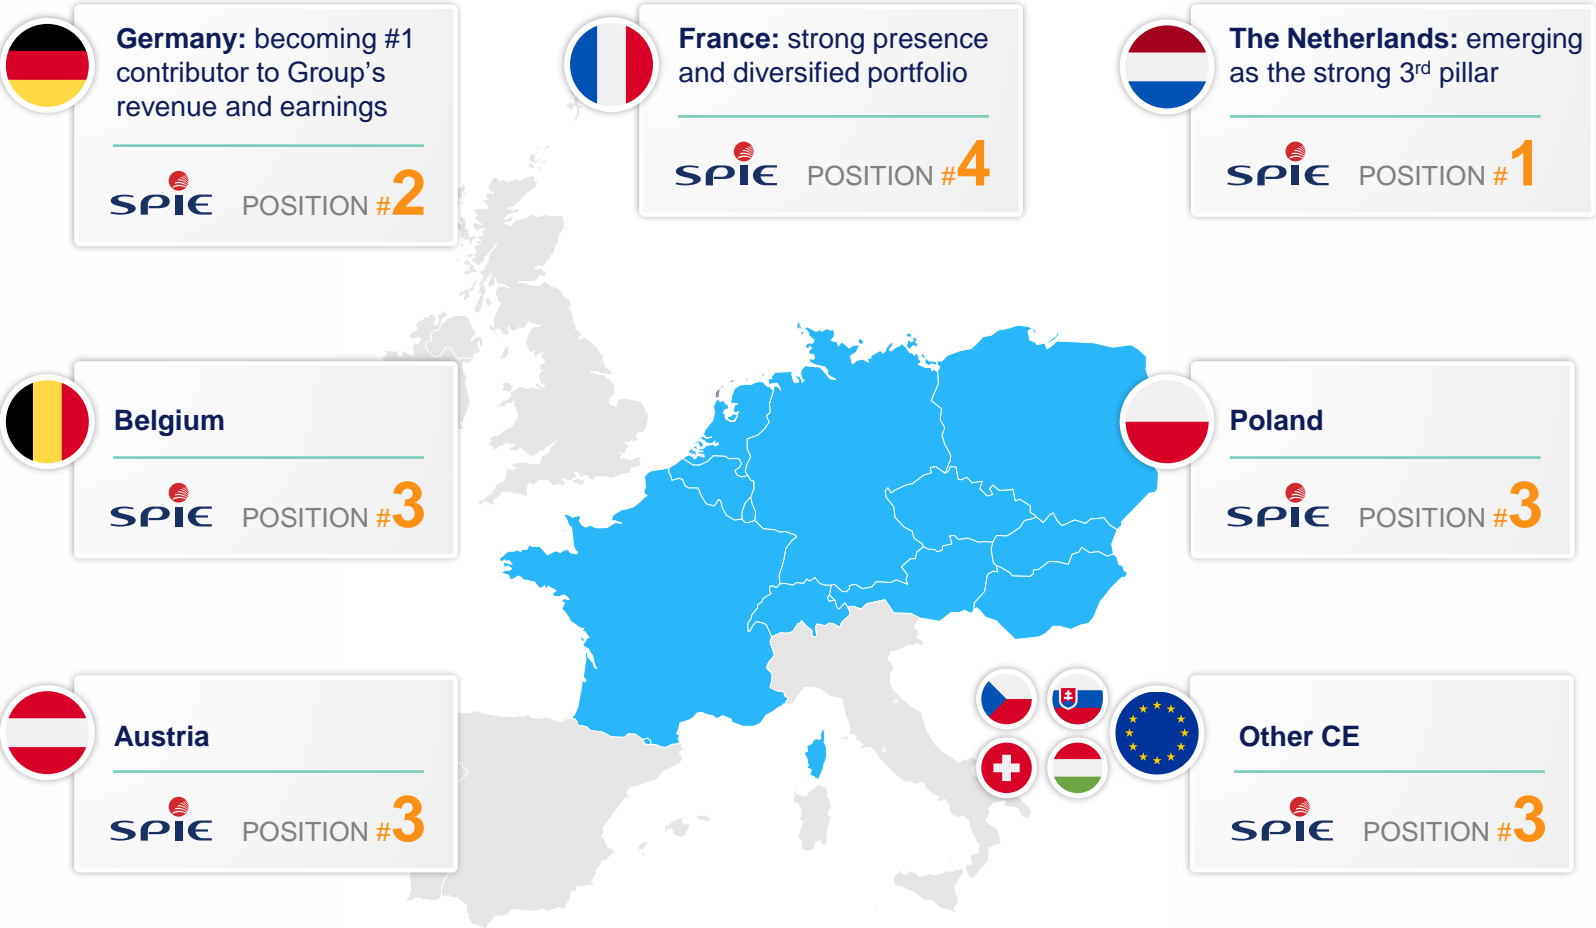 Germany: becoming #1
contributor to Group's
revenue and earnings
SPIE POSITION #2
France: strong presence
and diversified portfolio
SPIE POSITION #4
The Netherlands: emerging
as the strong 3rd pillar
SPIE POSITION #1
Belgium
SPIE POSITION #3
Poland
SPIE POSITION #3
Austria
SPIE POSITION #3
Other CE
SPIE POSITION #3